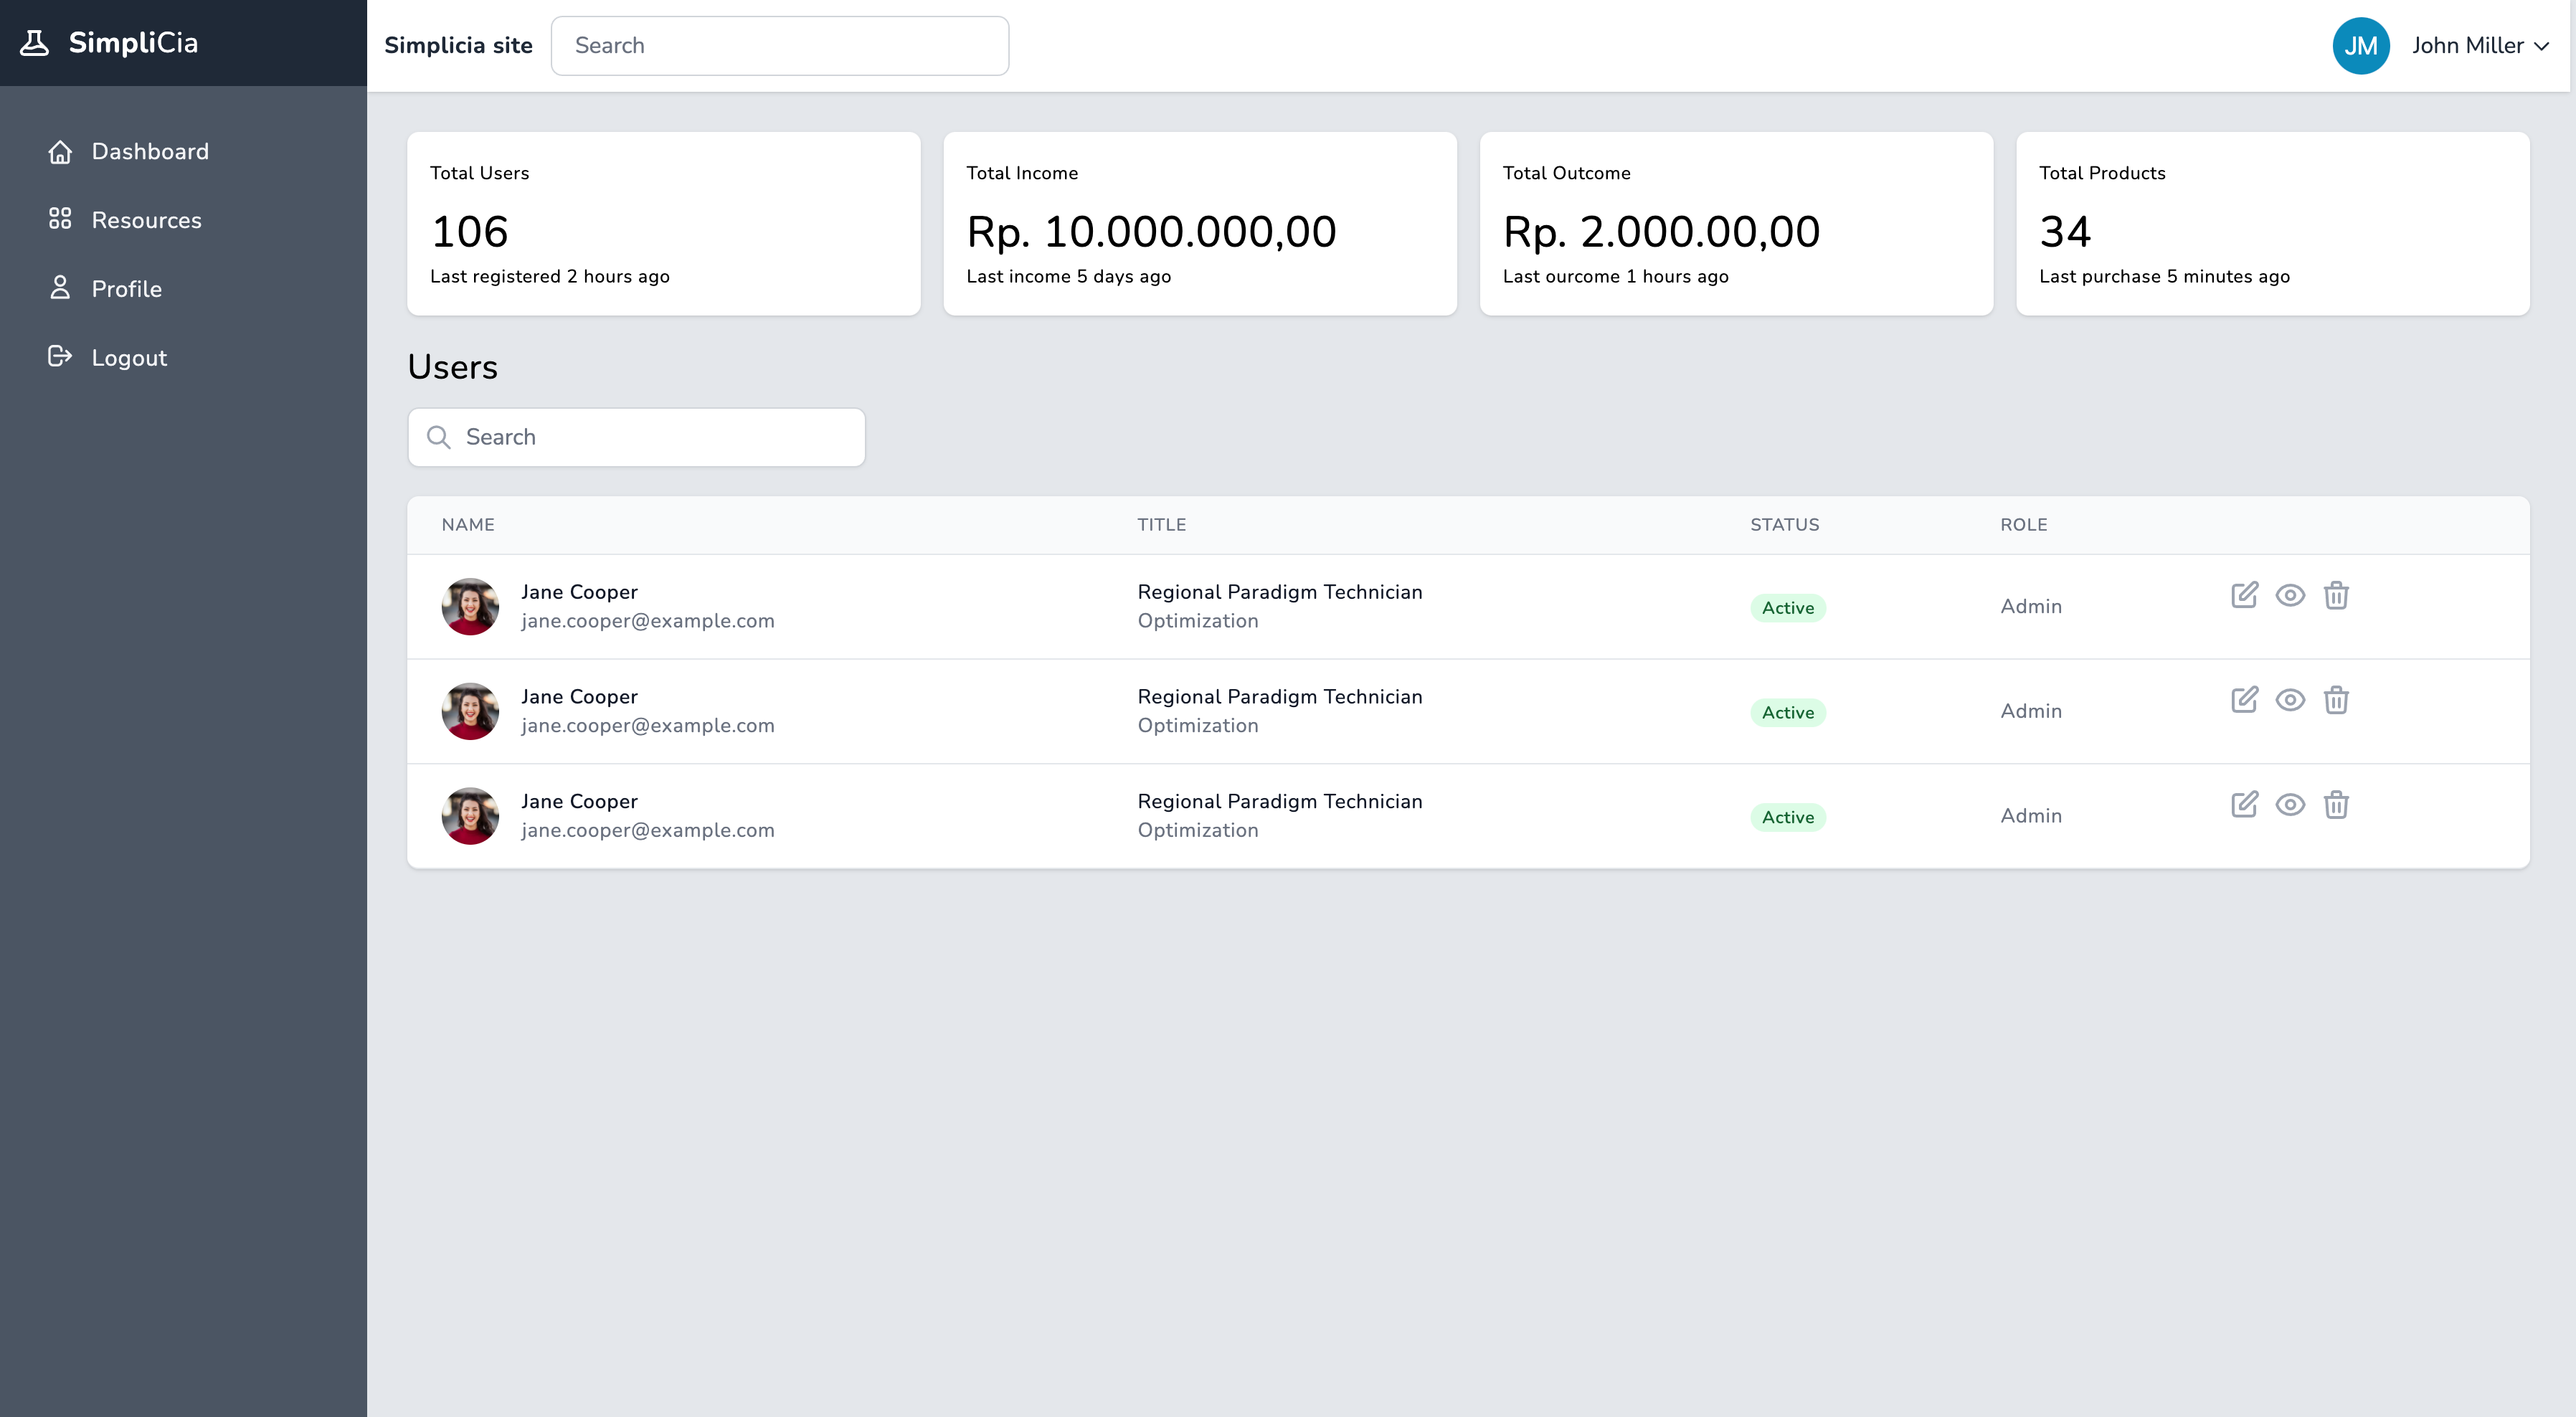 SimpliCia
Simplicia site
Search
JM
John Miller
Dashboard
Resources
Profile
Logout
Total Users
106
Last registered 2 hours ago
Total Income
Rp. 10.000.000,00
Last income 5 days ago
Total Outcome
Rp. 2.000.00,00
Last ourcome 1 hours ago
Total Products
34
Last purchase 5 minutes ago
Users
Search
NAME TITLE STATUS ROLE
Jane Cooper
jane.cooper@example.com
Regional Paradigm Technician
Optimization
Active
Admin
Jane Cooper
jane.cooper@example.com
Regional Paradigm Technician
Optimization
Active
Admin
Jane Cooper
jane.cooper@example.com
Regional Paradigm Technician
Optimization
Active
Admin